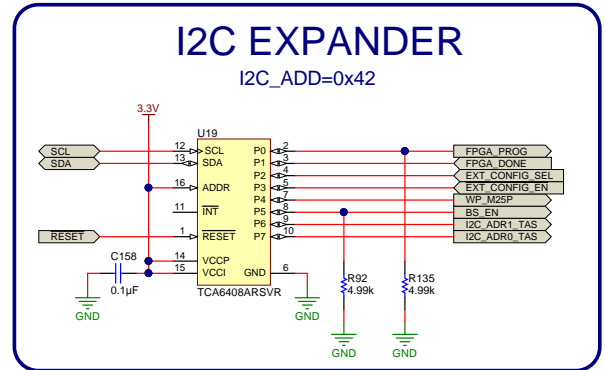 I2C EXPANDER
I2C_ADD=0x42
3.3V
U19
SCL 12 SCL P0 2 FPGA_PROG
SDA 13 SDA P1 3 FPGA_DONE
P2 4 EXT_CONFIG_SEL
16 ADDR P3 5 EXT_CONFIG_EN
P4 7 WP_M25P
11 INT P5 8 BS_EN
P6 9 I2C_ADR1_TAS
RESET 1 RESET P7 10 I2C_ADR0_TAS
C158 14 VCCP
15 VCCI GND 6
0.1µF
TCA6408ARSVR
R92 R135
4.99k 4.99k
GND GND
GND GND